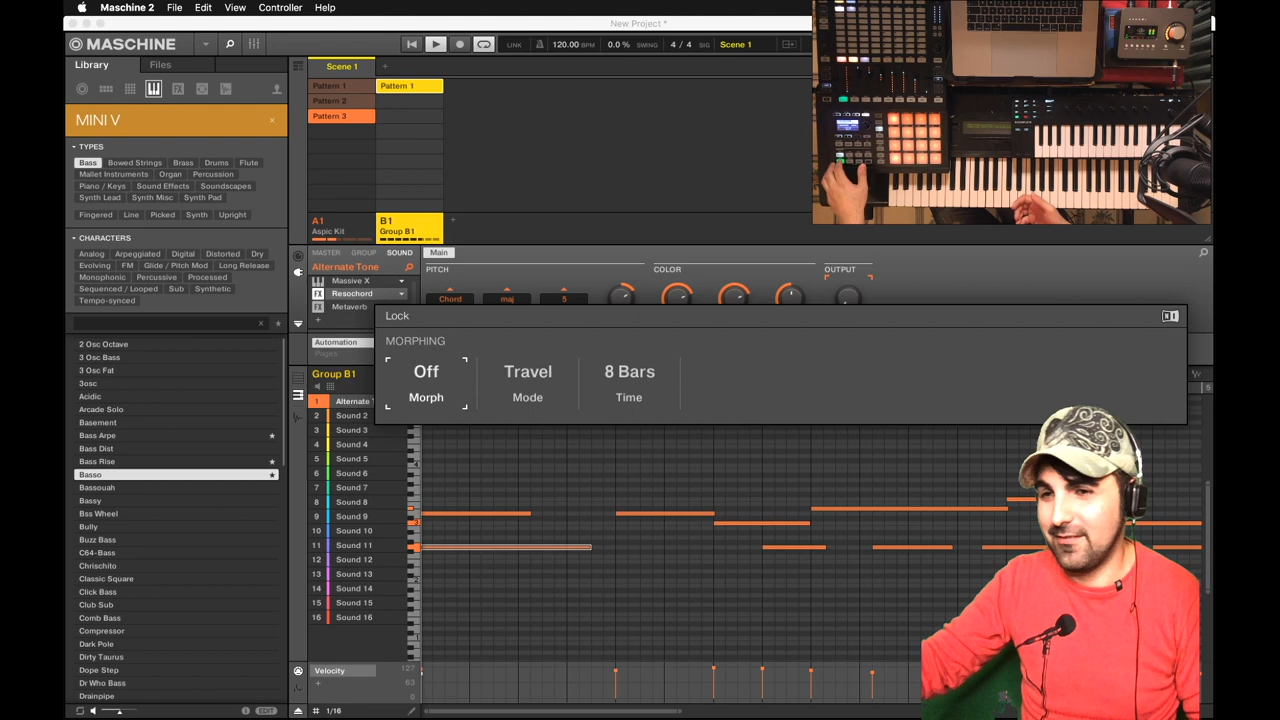 Maschine 2 File Edit View Controller Help
New Project *
MASCHINE
LINK 120.00 BPM 0.0 % SWING 4 / 4 SIG Scene 1
Library Files
Scene 1 +
Pattern 1 Pattern 1
Pattern 2
Pattern 3
MINI V ×
TYPES
Bass Bowed Strings Brass Drums Flute
Mallet Instruments Organ Percussion
Piano / Keys Sound Effects Soundscapes
Synth Lead Synth Misc Synth Pad
Fingered Line Picked Synth Upright
CHARACTERS
Analog Arpeggiated Digital Distorted Dry
Evolving FM Glide / Pitch Mod Long Release
Monophonic Percussive Processed
Sequenced / Looped Sub Synthetic
Tempo-synced
A1
Aspic Kit
B1
Group B1
+
MASTER GROUP SOUND
Main
Alternate Tone
PITCH COLOR OUTPUT
Massive X
Resochord
Metaverb
+
Chord maj 5
Lock
MORPHING
Off Travel 8 Bars
Morph Mode Time
Automation
Pages
Group B1
5
1 Alternate T
2 Sound 2
3 Sound 3
4 Sound 4
5 Sound 5
6 Sound 6
7 Sound 7
8 Sound 8
9 Sound 9
10 Sound 10
11 Sound 11
12 Sound 12
13 Sound 13
14 Sound 14
15 Sound 15
16 Sound 16
2 Osc Octave
3 Osc Bass
3 Osc Fat
3osc
Acidic
Arcade Solo
Basement
Bass Arpe
Bass Dist
Bass Rise
Basso
Bassouah
Bassy
Bss Wheel
Bully
Buzz Bass
C64-Bass
Chrischito
Classic Square
Click Bass
Club Sub
Comb Bass
Compressor
Dark Pole
Dirty Taurus
Dope Step
Dr Who Bass
Drainpipe
Velocity 127
+ 63
0
EDIT
1/16